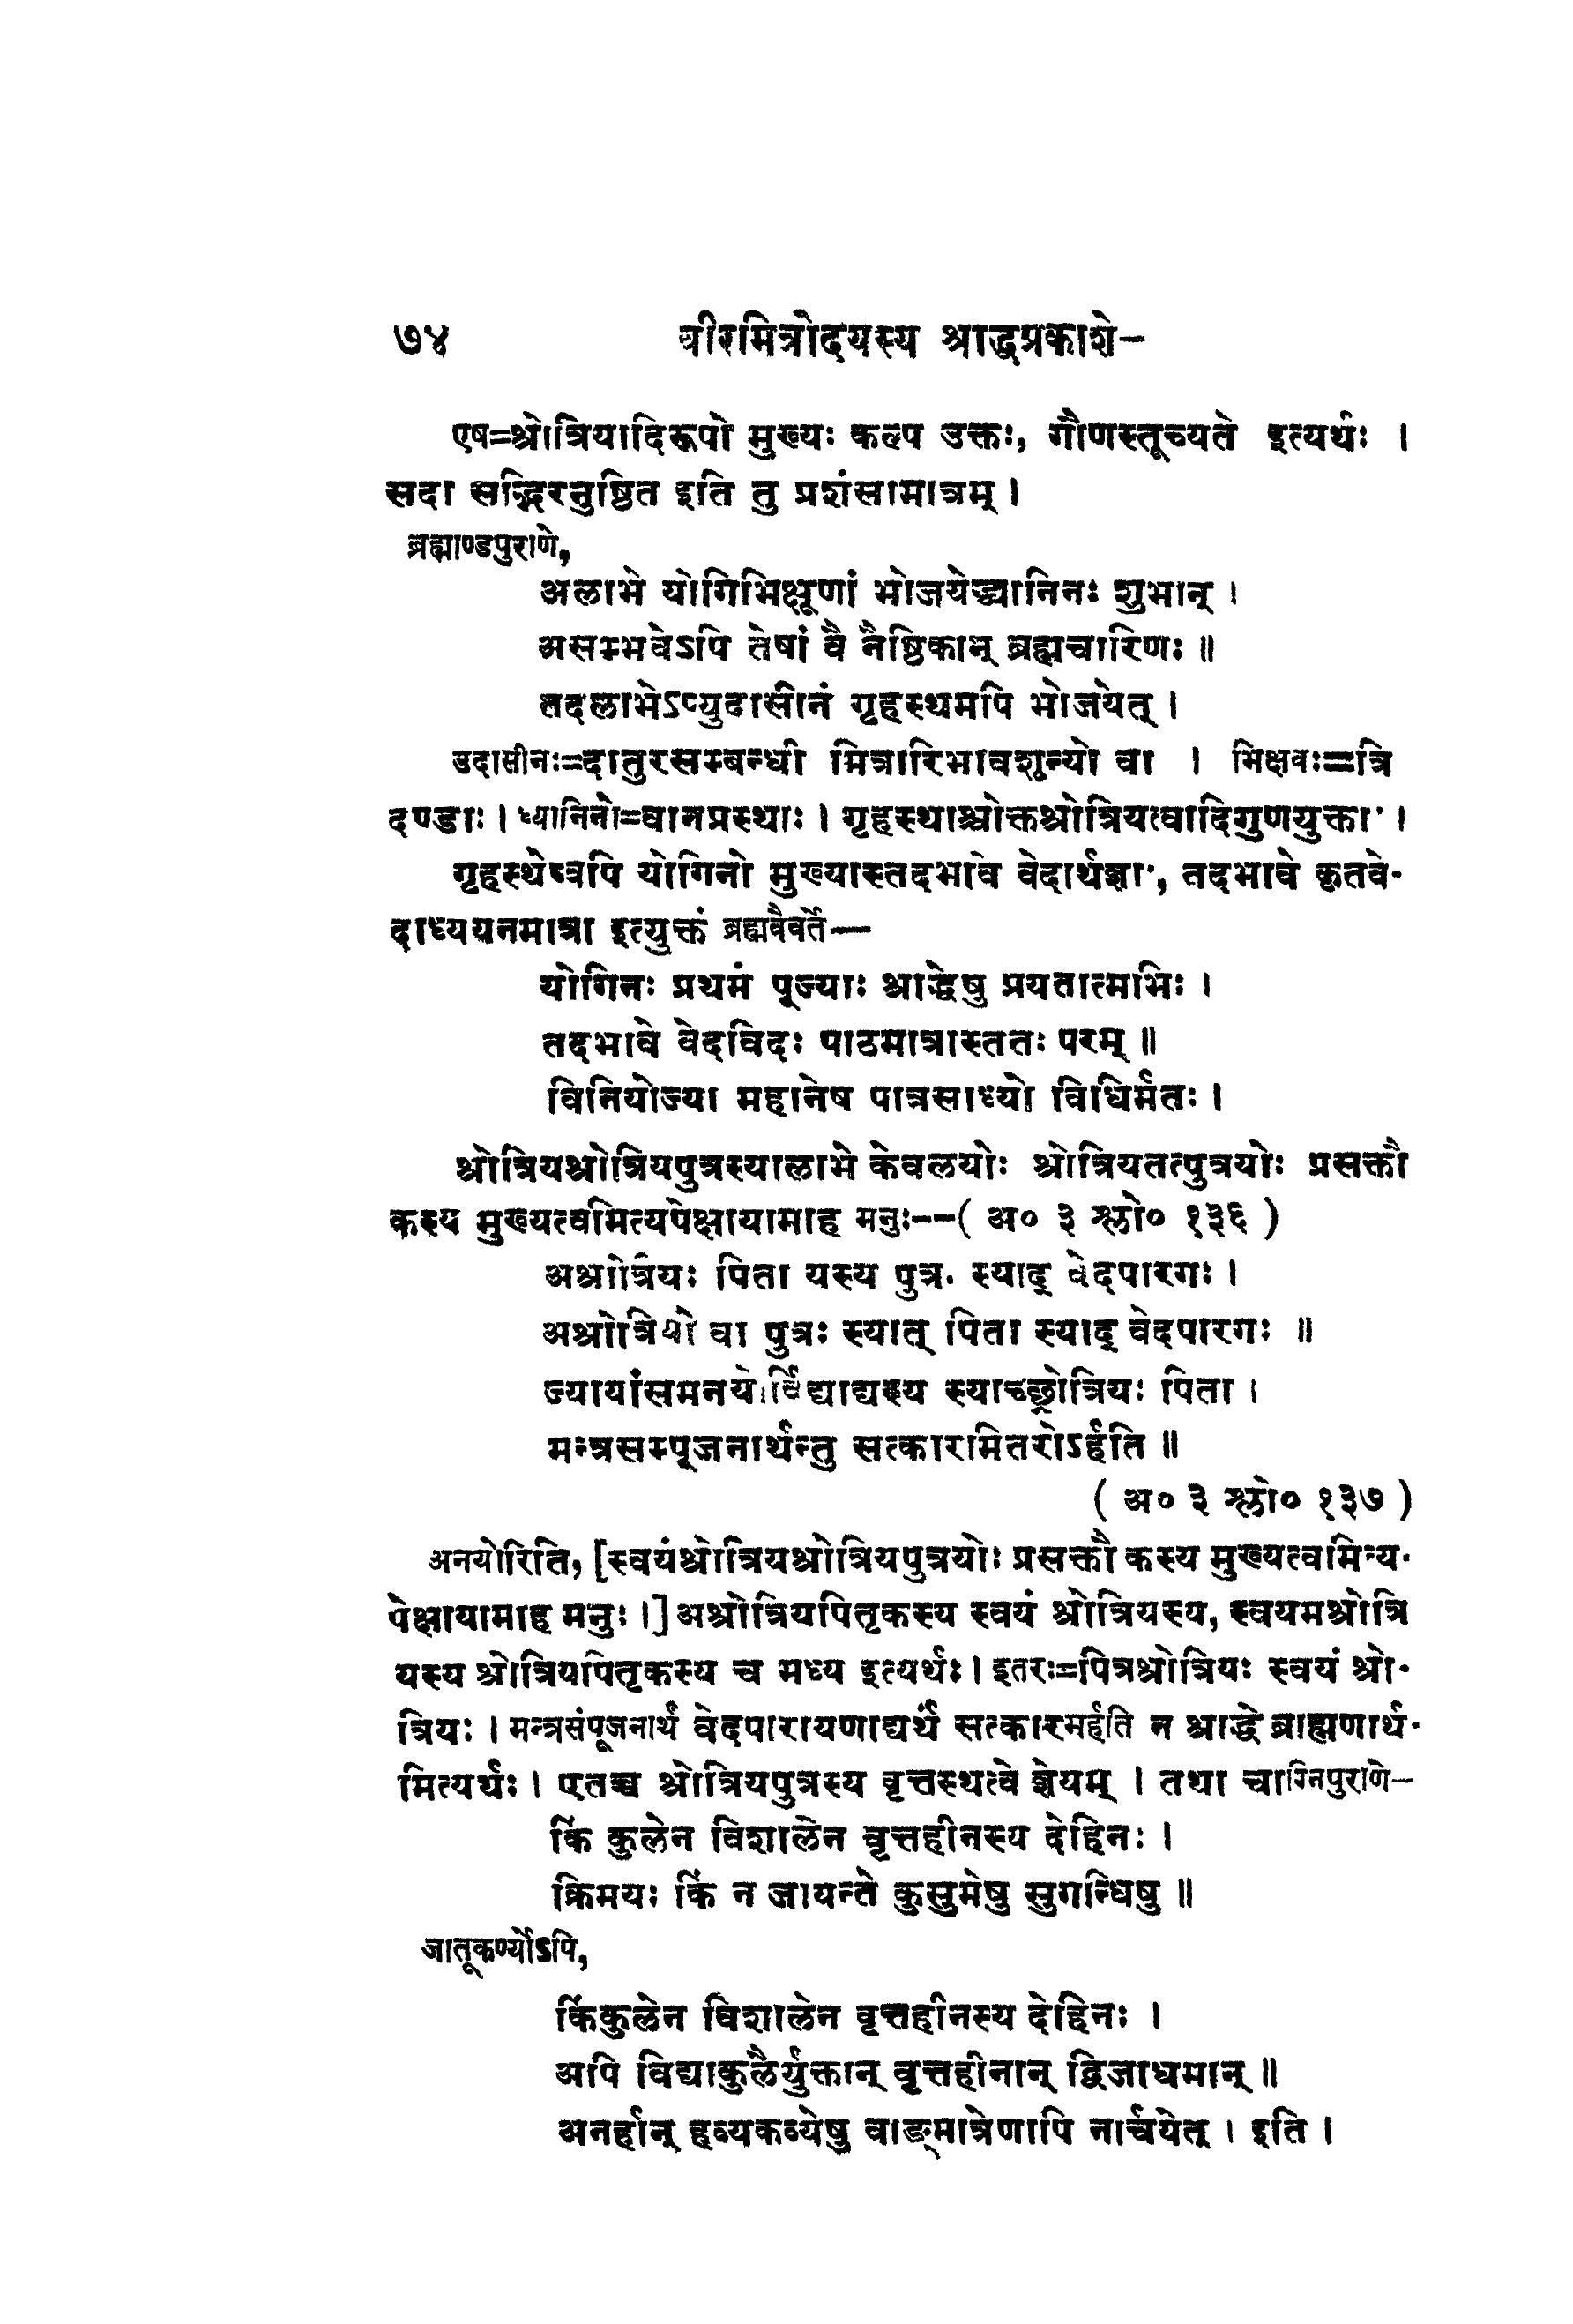 ७४ वीरमित्रोदयस्य श्राद्धप्रकाशे-
एष=श्रोत्रियादिरूपो मुख्यः कल्प उक्तः, गौणस्तूच्यते इत्यर्थः ।
सदा सद्भिरनुष्ठित इति तु प्रशंसामात्रम् ।
ब्रह्माण्डपुराणे,
अलाभे योगिभिक्षूणां भोजयेद्ध्यानिनः शुभान् ।
असम्भवेऽपि तेषां वै नैष्ठिकान् ब्रह्मचारिणः ॥
तदलाभेऽप्युदासीनं गृहस्थमपि भोजयेत् ।
उदासीनः=दातुरसम्बन्धी मित्रारिभावशून्यो वा । भिक्षवः=त्रि
दण्डाः । ध्यानिनो=वानप्रस्थाः । गृहस्थाश्चोक्तश्रोत्रियत्वादिगुणयुक्ताः ।
गृहस्थेष्वपि योगिनो मुख्यास्तदभावे वेदार्थज्ञाः, तदभावे कृतवे-
दाध्ययनमात्रा इत्युक्तं ब्रह्मवैवर्ते—
योगिनः प्रथमं पूज्याः श्राद्धेषु प्रयतात्मभिः ।
तदभावे वेदविदः पाठमात्रास्ततः परम् ॥
विनियोज्या महानेष पात्रसाध्यो विधिर्मतः ।
श्रोत्रियश्रोत्रियपुत्रस्यालाभे केवलयोः श्रोत्रियतत्पुत्रयोः प्रसक्तौ
कस्य मुख्यत्वमित्यपेक्षायामाह मनुः--( अ० ३ श्लो० १३६ )
अश्रोत्रियः पिता यस्य पुत्रः स्याद् वेदपारगः ।
अश्रोत्रियो वा पुत्रः स्यात् पिता स्याद् वेदपारगः ॥
ज्यायांसमनयोर्विद्याद्यस्य स्याच्छ्रोत्रियः पिता ।
मन्त्रसम्पूजनार्थन्तु सत्कारमितरोऽर्हति ॥
( अ० ३ श्लो० १३७ )
अनयोरिति, [स्वयंश्रोत्रियश्रोत्रियपुत्रयोः प्रसक्तौ कस्य मुख्यत्वमित्य-
पेक्षायामाह मनुः ।] अश्रोत्रियपितृकस्य स्वयं श्रोत्रियस्य, स्वयमश्रोत्रि
यस्य श्रोत्रियपितृकस्य च मध्य इत्यर्थः । इतरः=पित्रश्रोत्रियः स्वयं श्रो-
त्रियः । मन्त्रसंपूजनार्थं वेदपारायणाद्यर्थं सत्कारमर्हति न श्राद्धे ब्राह्मणार्थ-
मित्यर्थः । एतच्च श्रोत्रियपुत्रस्य वृत्तस्थत्वे ज्ञेयम् । तथा चाग्निपुराणे—
किं कुलेन विशालेन वृत्तहीनस्य देहिनः ।
क्रिमयः किं न जायन्ते कुसुमेषु सुगन्धिषु ॥
जातूकर्ण्योऽपि,
किंकुलेन विशालेन वृत्तहीनस्य देहिनः ।
अपि विद्याकुलैर्युक्तान् वृत्तहीनान् द्विजाधमान् ॥
अनर्हान् हव्यकव्येषु वाङ्मात्रेणापि नार्चयेत् । इति ।